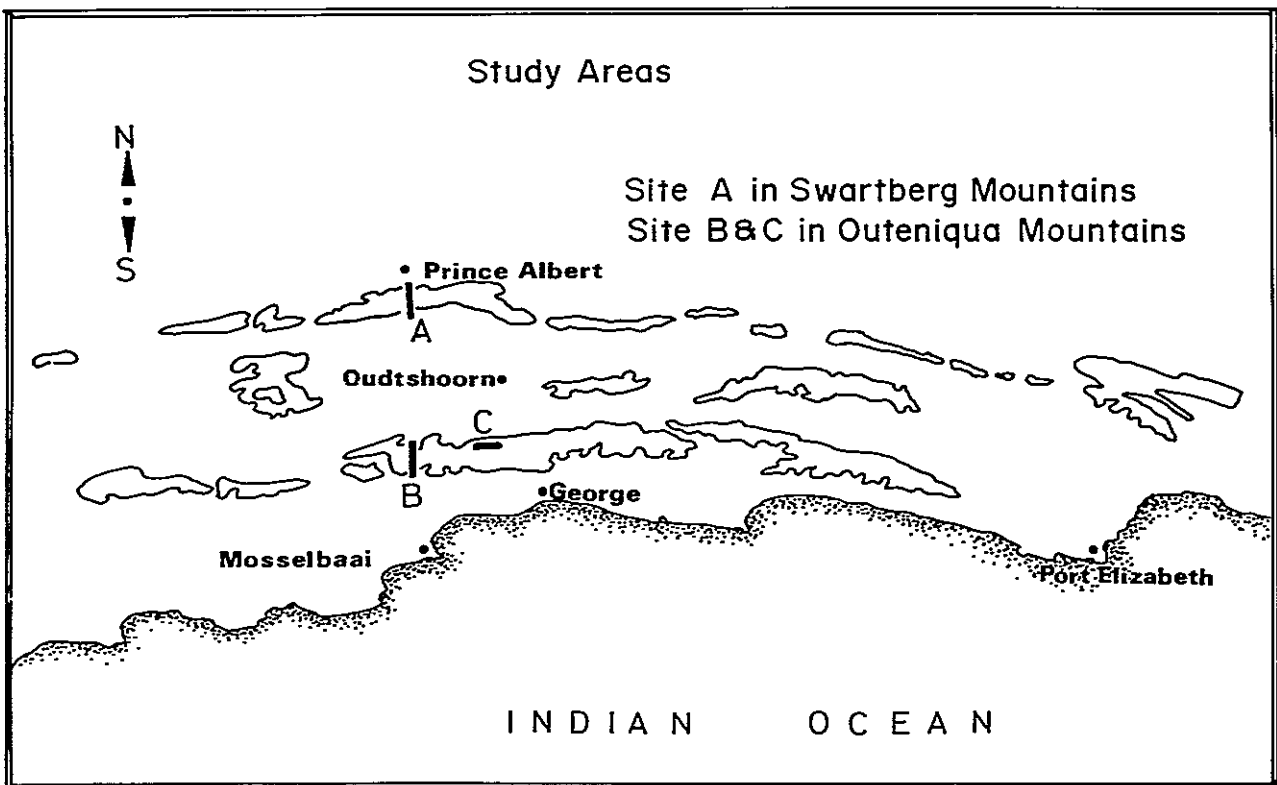 Study Areas
N
S
Site A in Swartberg Mountains
Site B&C in Outeniqua Mountains
Prince Albert
A
Oudtshoorn
C
B
George
Mosselbaai
Port Elizabeth
INDIAN OCEAN